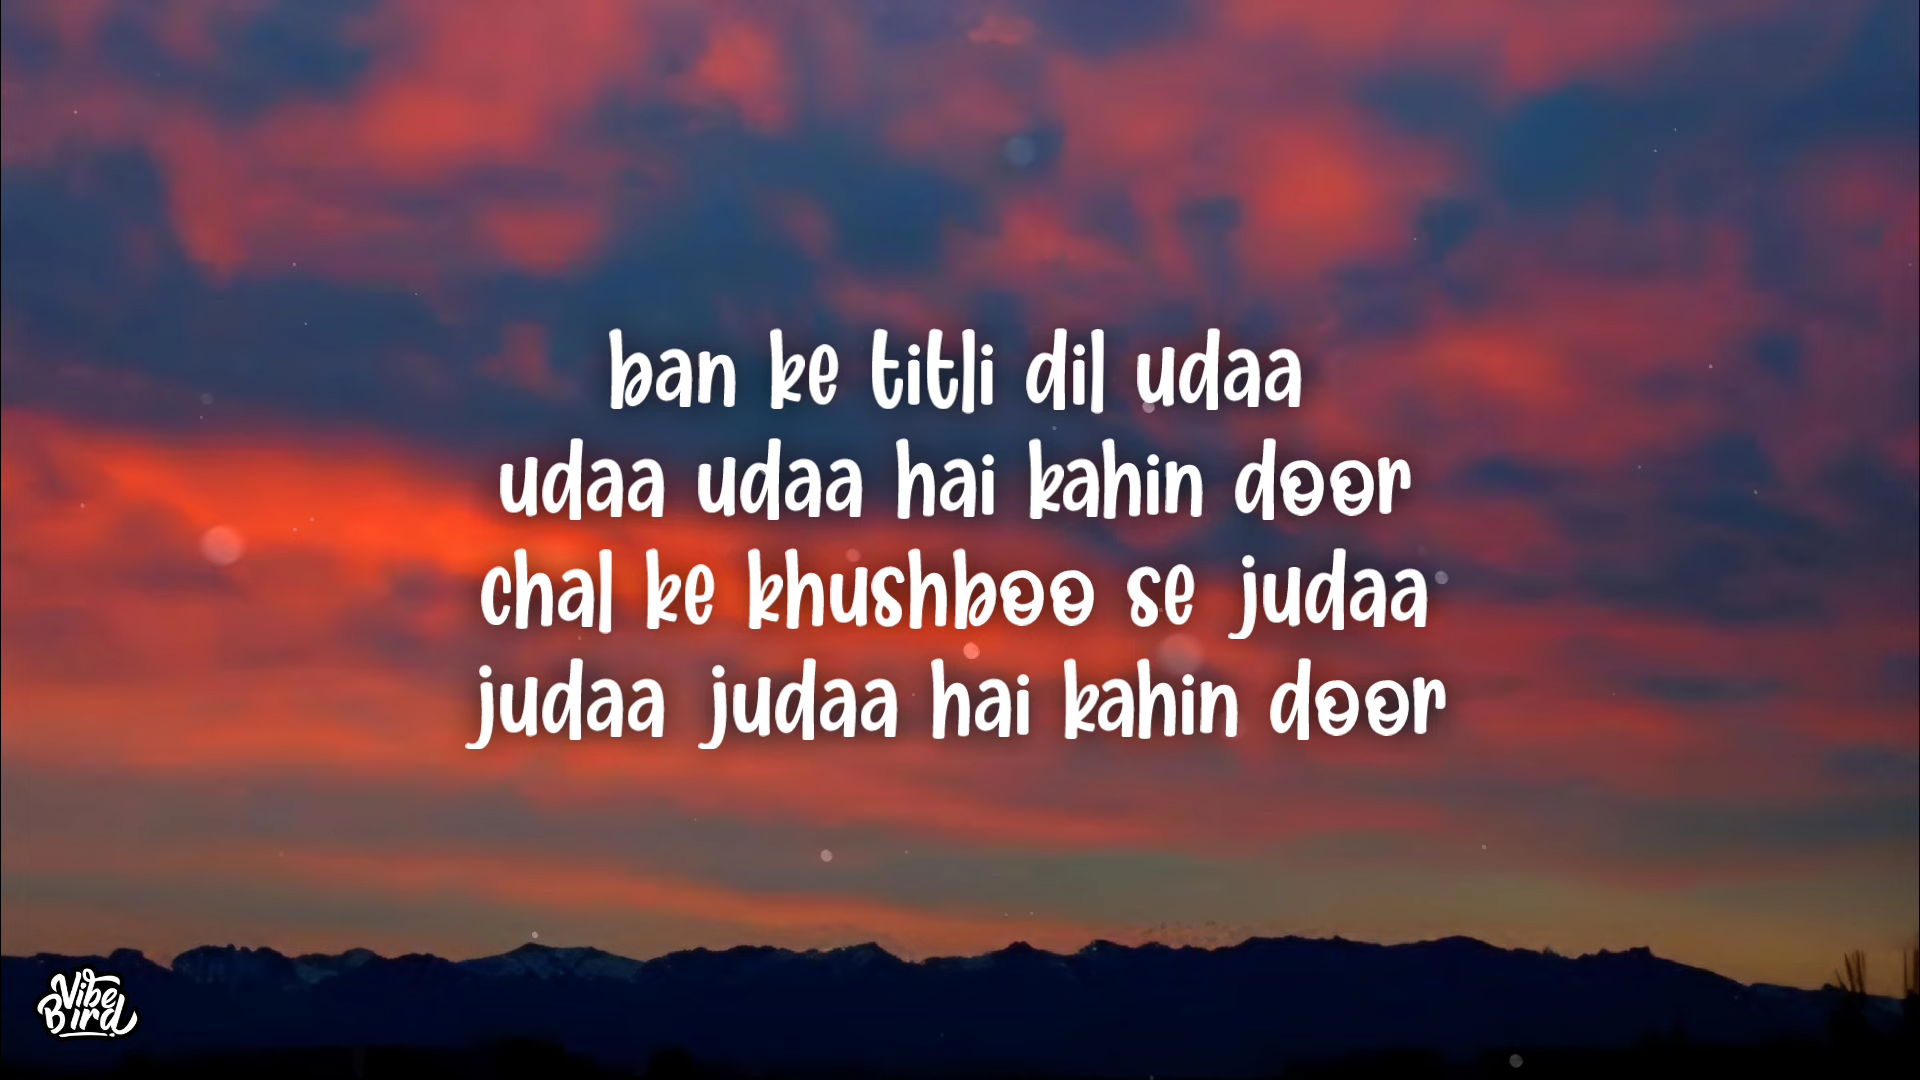 ban ke titli dil udaa
udaa udaa hai kahin door
chal ke khushboo se judaa
judaa judaa hai kahin door
Vibe
Bird